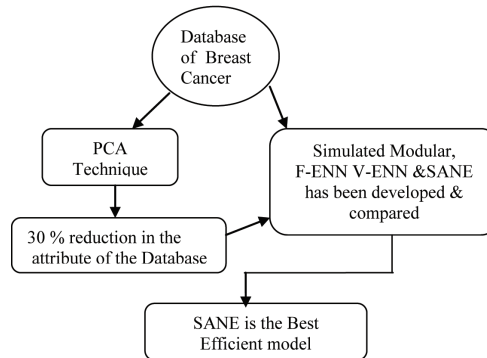 Database
of Breast
Cancer
PCA
Technique
Simulated Modular,
F-ENN V-ENN &SANE
has been developed &
compared
30 % reduction in the
attribute of the Database
SANE is the Best
Efficient model